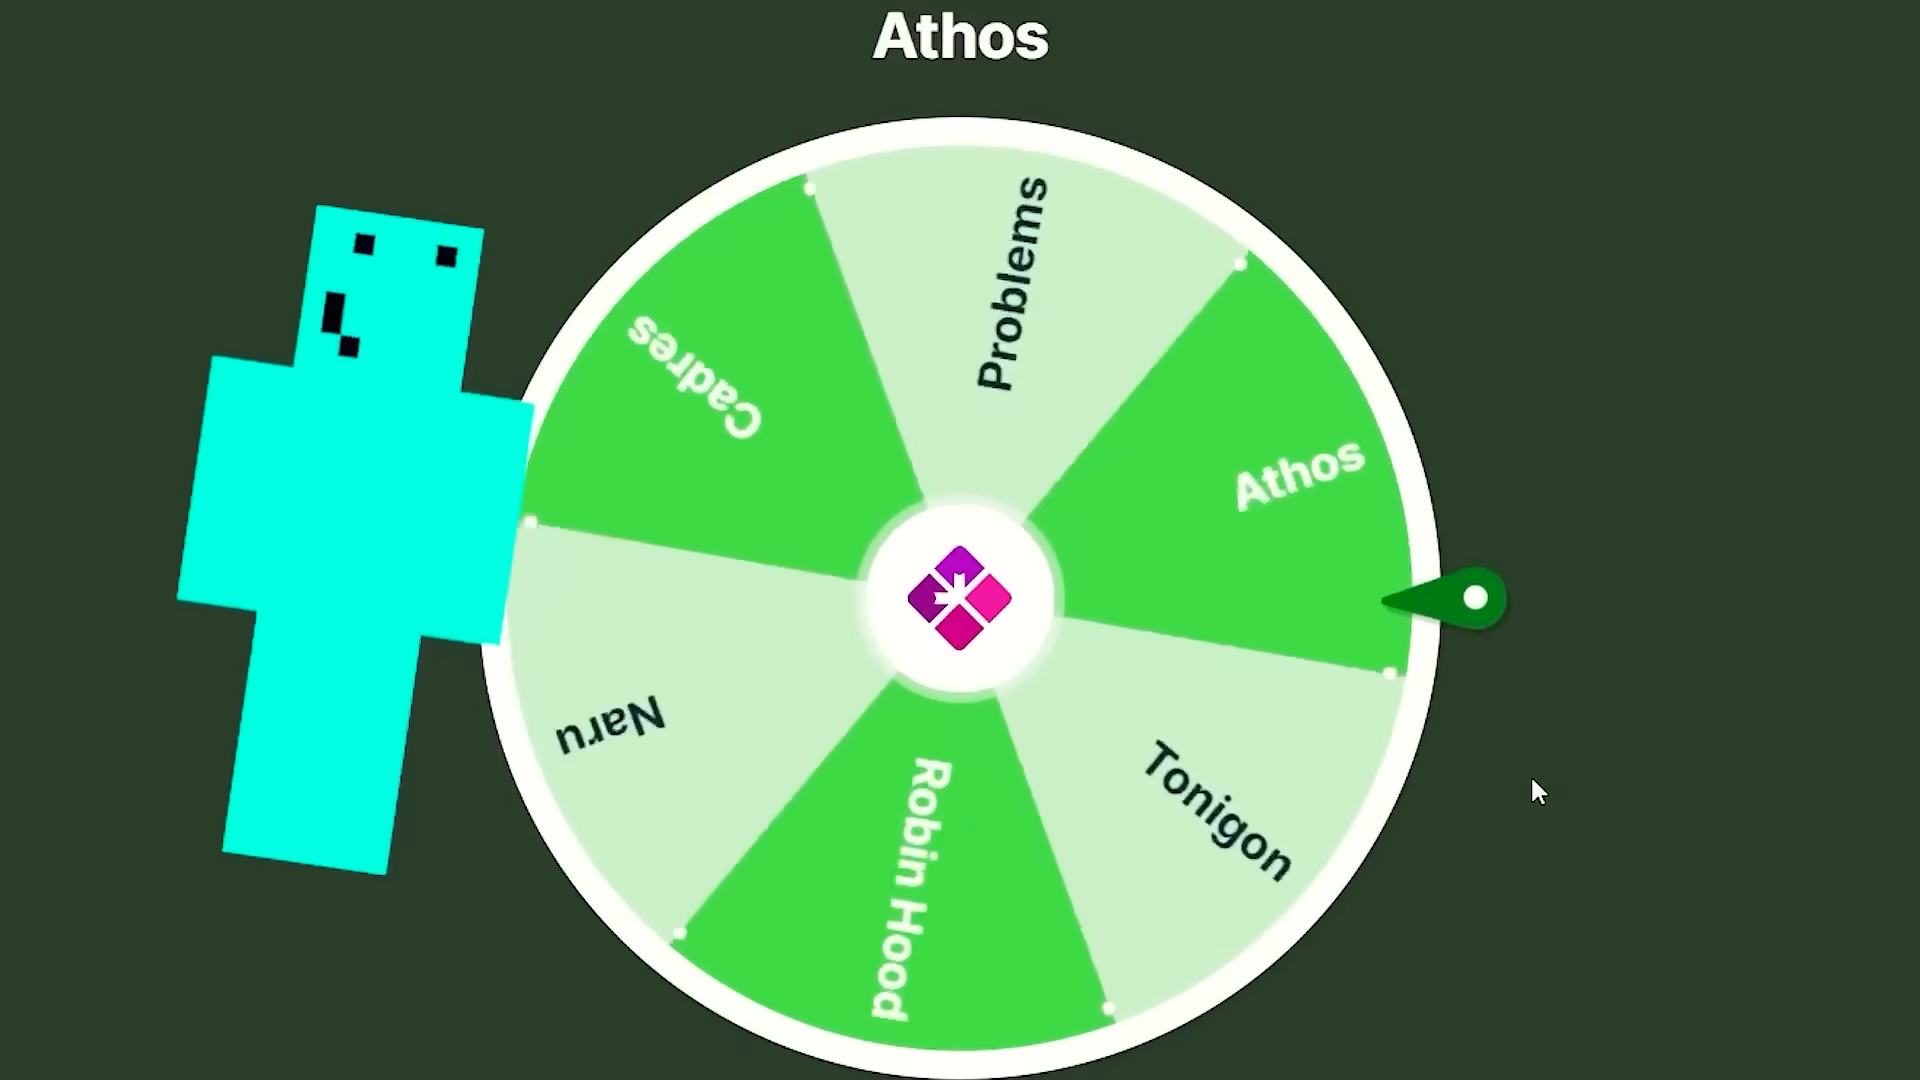 Athos
Problems
Cadres
Athos
Naru
Tonigon
Robin Hood